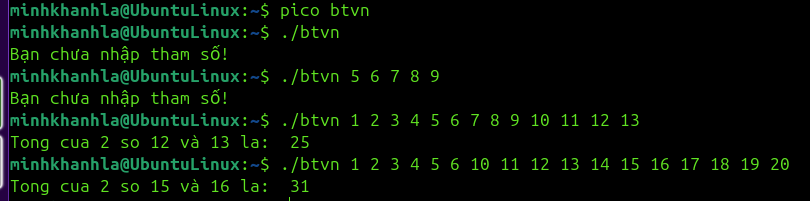 minhkhanhla@UbuntuLinux:~$ pico btvn
minhkhanhla@UbuntuLinux:~$ ./btvn
Bạn chưa nhập tham số!
minhkhanhla@UbuntuLinux:~$ ./btvn 5 6 7 8 9
Bạn chưa nhập tham số!
minhkhanhla@UbuntuLinux:~$ ./btvn 1 2 3 4 5 6 7 8 9 10 11 12 13
Tong cua 2 so 12 và 13 la:  25
minhkhanhla@UbuntuLinux:~$ ./btvn 1 2 3 4 5 6 10 11 12 13 14 15 16 17 18 19 20
Tong cua 2 so 15 và 16 la:  31